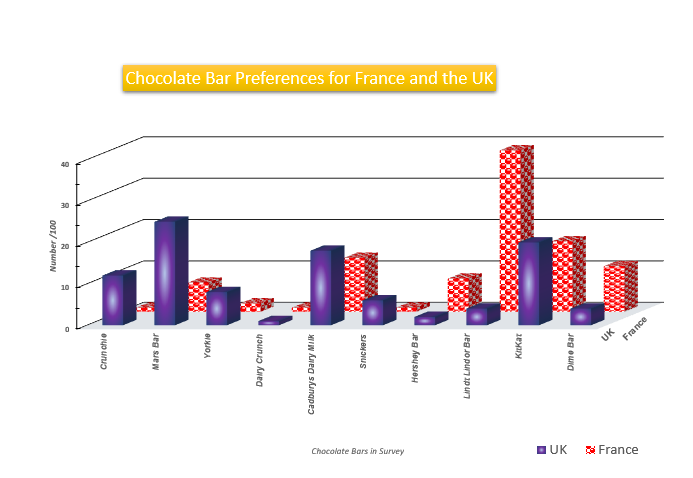 Chocolate Bar Preferences for France and the UK
40
30
20
10
0
Number /100
Crunchie
Mars Bar
Yorkie
Dairy Crunch
Cadburys Dairy Milk
Snickers
Hershey Bar
Lindt Lindor Bar
KitKat
Dime Bar
UK
France
Chocolate Bars in Survey
UK
France